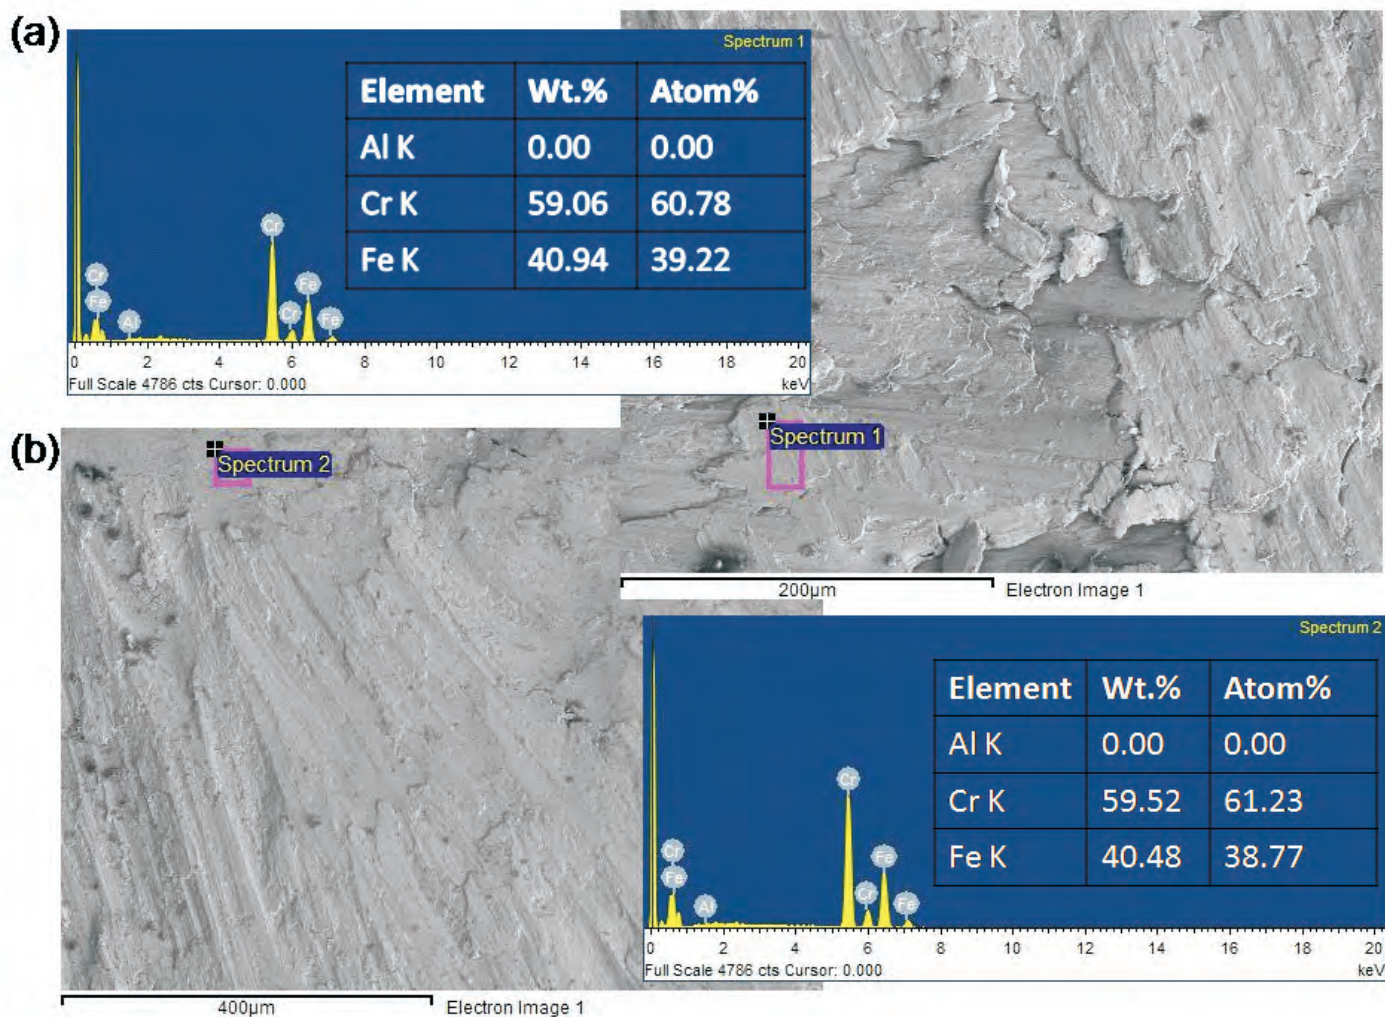 (a)
Spectrum 1
Element Wt.% Atom%
Al K 0.00 0.00
Cr K 59.06 60.78
Fe K 40.94 39.22
Cr
Cr Fe
Fe Al Cr Fe
0 2 4 6 8 10 12 14 16 18 20
Full Scale 4786 cts Cursor: 0.000 keV
Spectrum 1
200µm Electron Image 1
(b)
Spectrum 2
400µm Electron Image 1
Spectrum 2
Element Wt.% Atom%
Al K 0.00 0.00
Cr K 59.52 61.23
Fe K 40.48 38.77
Cr
Cr Fe
Fe Al Cr Fe
0 2 4 6 8 10 12 14 16 18 20
Full Scale 4786 cts Cursor: 0.000 keV